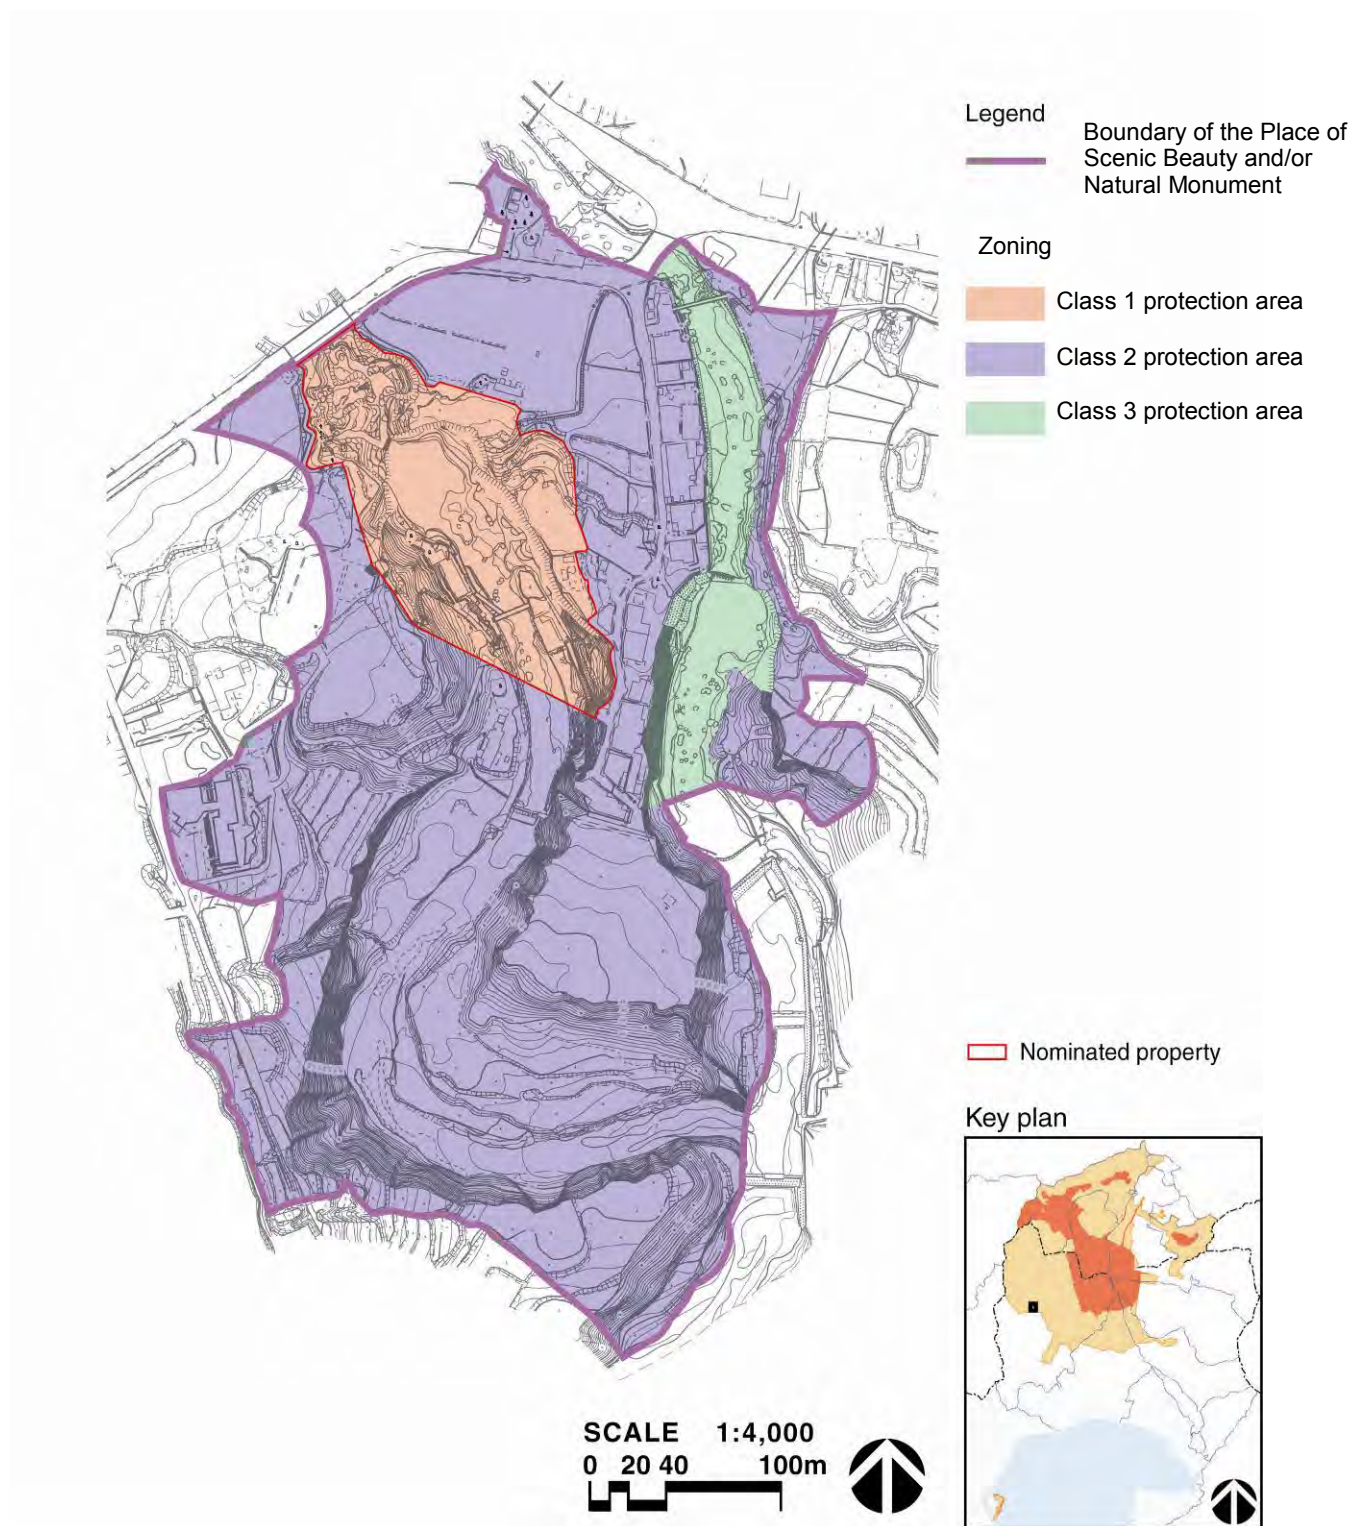 Legend
Boundary of the Place of
Scenic Beauty and/or
Natural Monument
Zoning
Class 1 protection area
Class 2 protection area
Class 3 protection area
Nominated property
Key plan
SCALE 1:4,000
0 20 40 100m